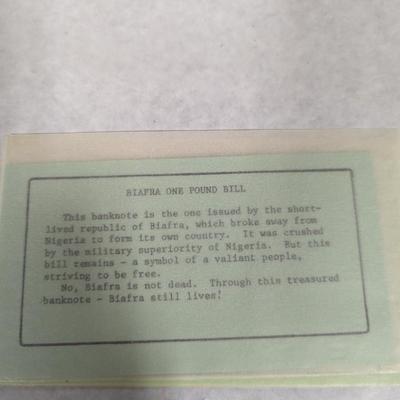 BIAFRA ONE POUND BILL
This banknote is the one issued by the short-
lived republic of Biafra, which broke away from
Nigeria to form its own country. It was crushed
by the military superiority of Nigeria. But this
bill remains - a symbol of a valiant people,
striving to be free.
No, Biafra is not dead. Through this treasured
banknote - Biafra still lives!